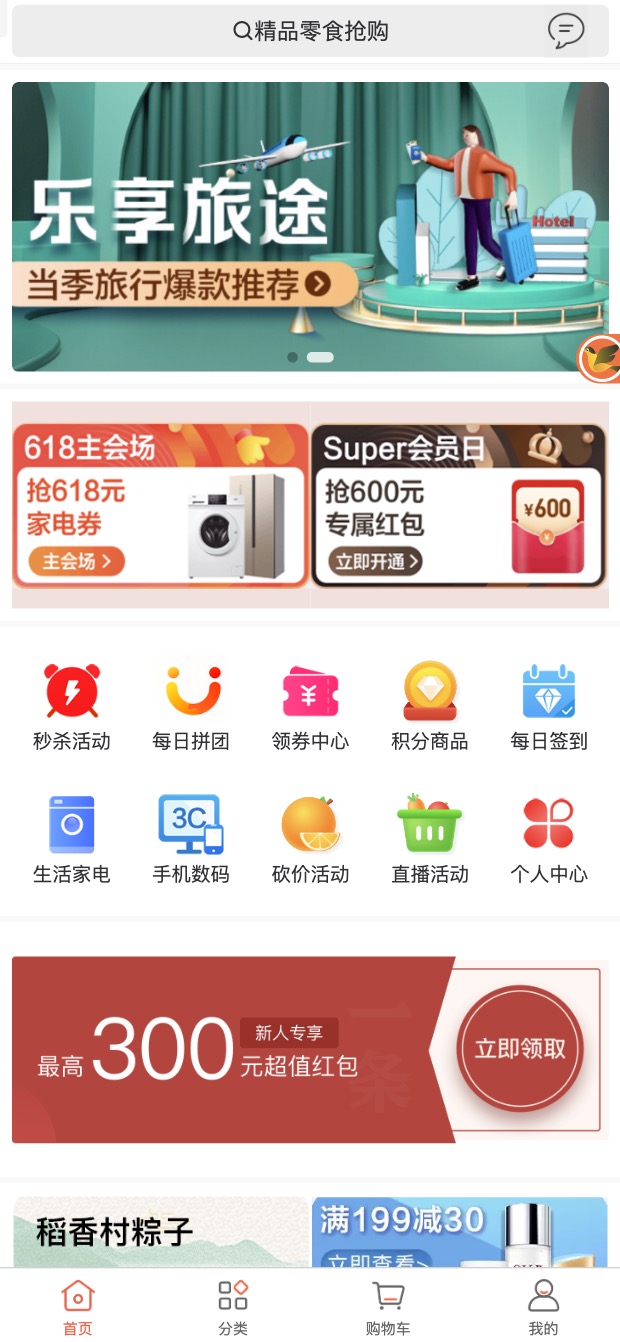 精品零食抢购
乐享旅途
Hotel
当季旅行爆款推荐
618主会场
抢618元
家电券
主会场
Super会员日
抢600元
专属红包
立即开通
¥600
¥
秒杀活动
每日拼团
¥
领券中心
积分商品
每日签到
生活家电
3C
手机数码
砍价活动
直播活动
个人中心
最高300
新人专享
元超值红包
一条
立即领取
稻香村粽子
满199减30
立即查看>
首页
分类
购物车
我的